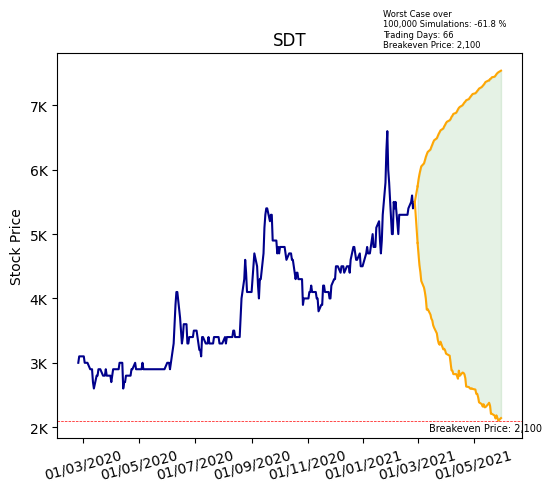 Worst Case over
100,000 Simulations: -61.8 %
Trading Days: 66
Breakeven Price: 2,100
SDT
Stock Price
7K
6K
5K
4K
3K
2K
Breakeven Price: 2,100
01/03/2020 01/05/2020 01/07/2020 01/09/2020 01/11/2020 01/01/2021 01/03/2021 01/05/2021